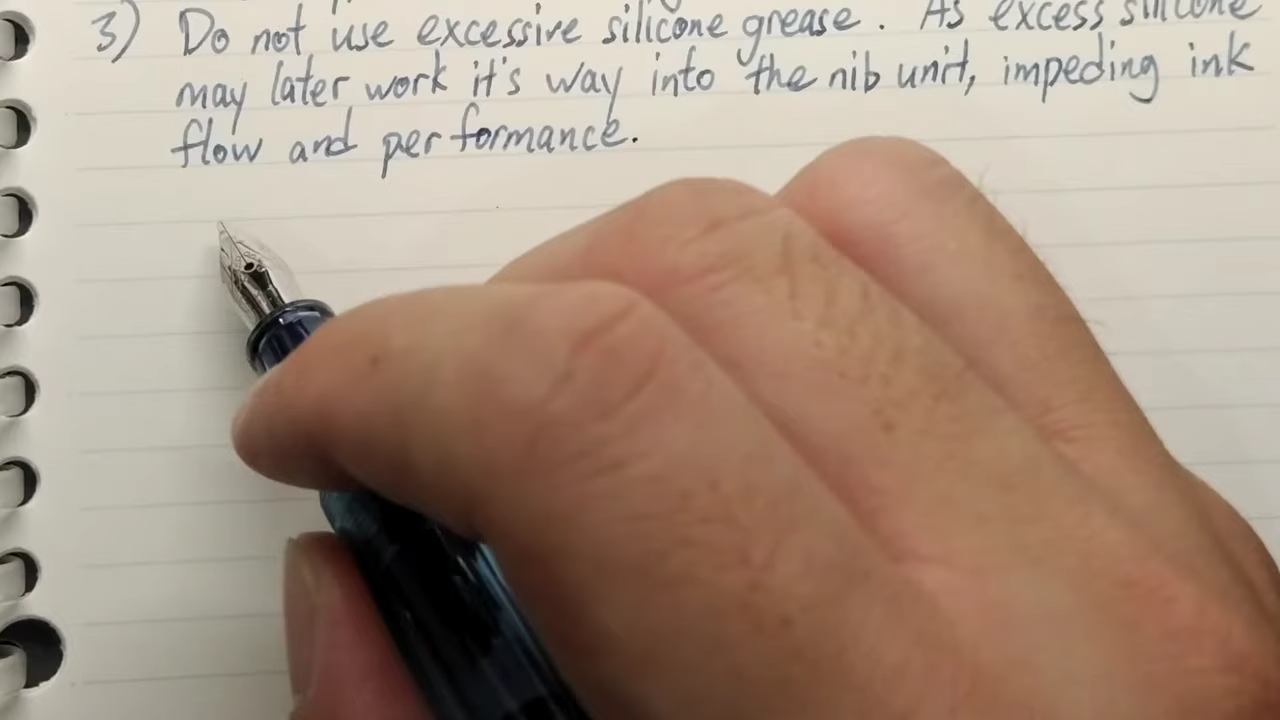 3) Do not use excessive silicone grease. As excess silicone
may later work it's way into the nib unit, impeding ink
flow and performance.